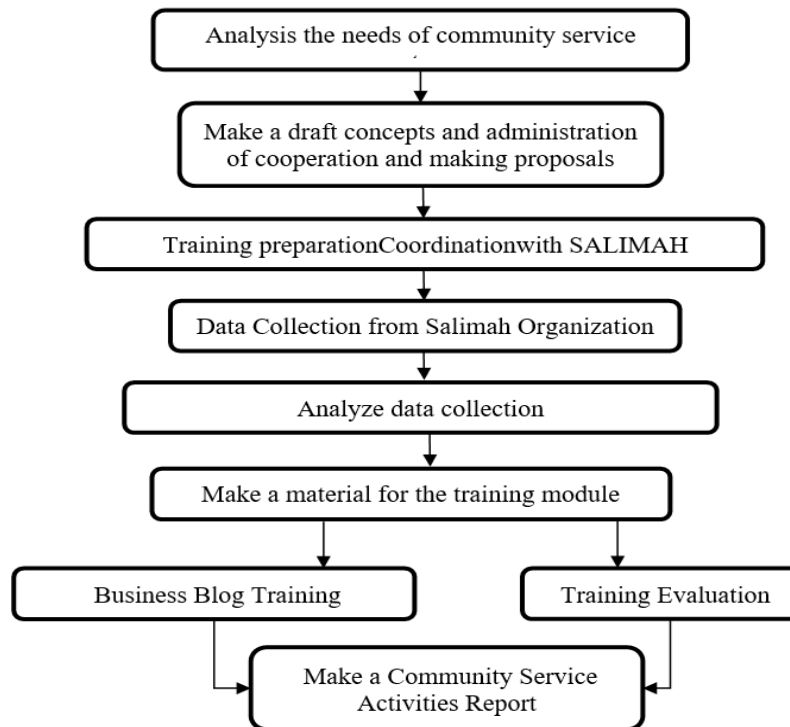 Analysis the needs of community service
Make a draft concepts and administration
of cooperation and making proposals
Training preparationCoordinationwith SALIMAH
Data Collection from Salimah Organization
Analyze data collection
Make a material for the training module
Business Blog Training
Training Evaluation
Make a Community Service
Activities Report